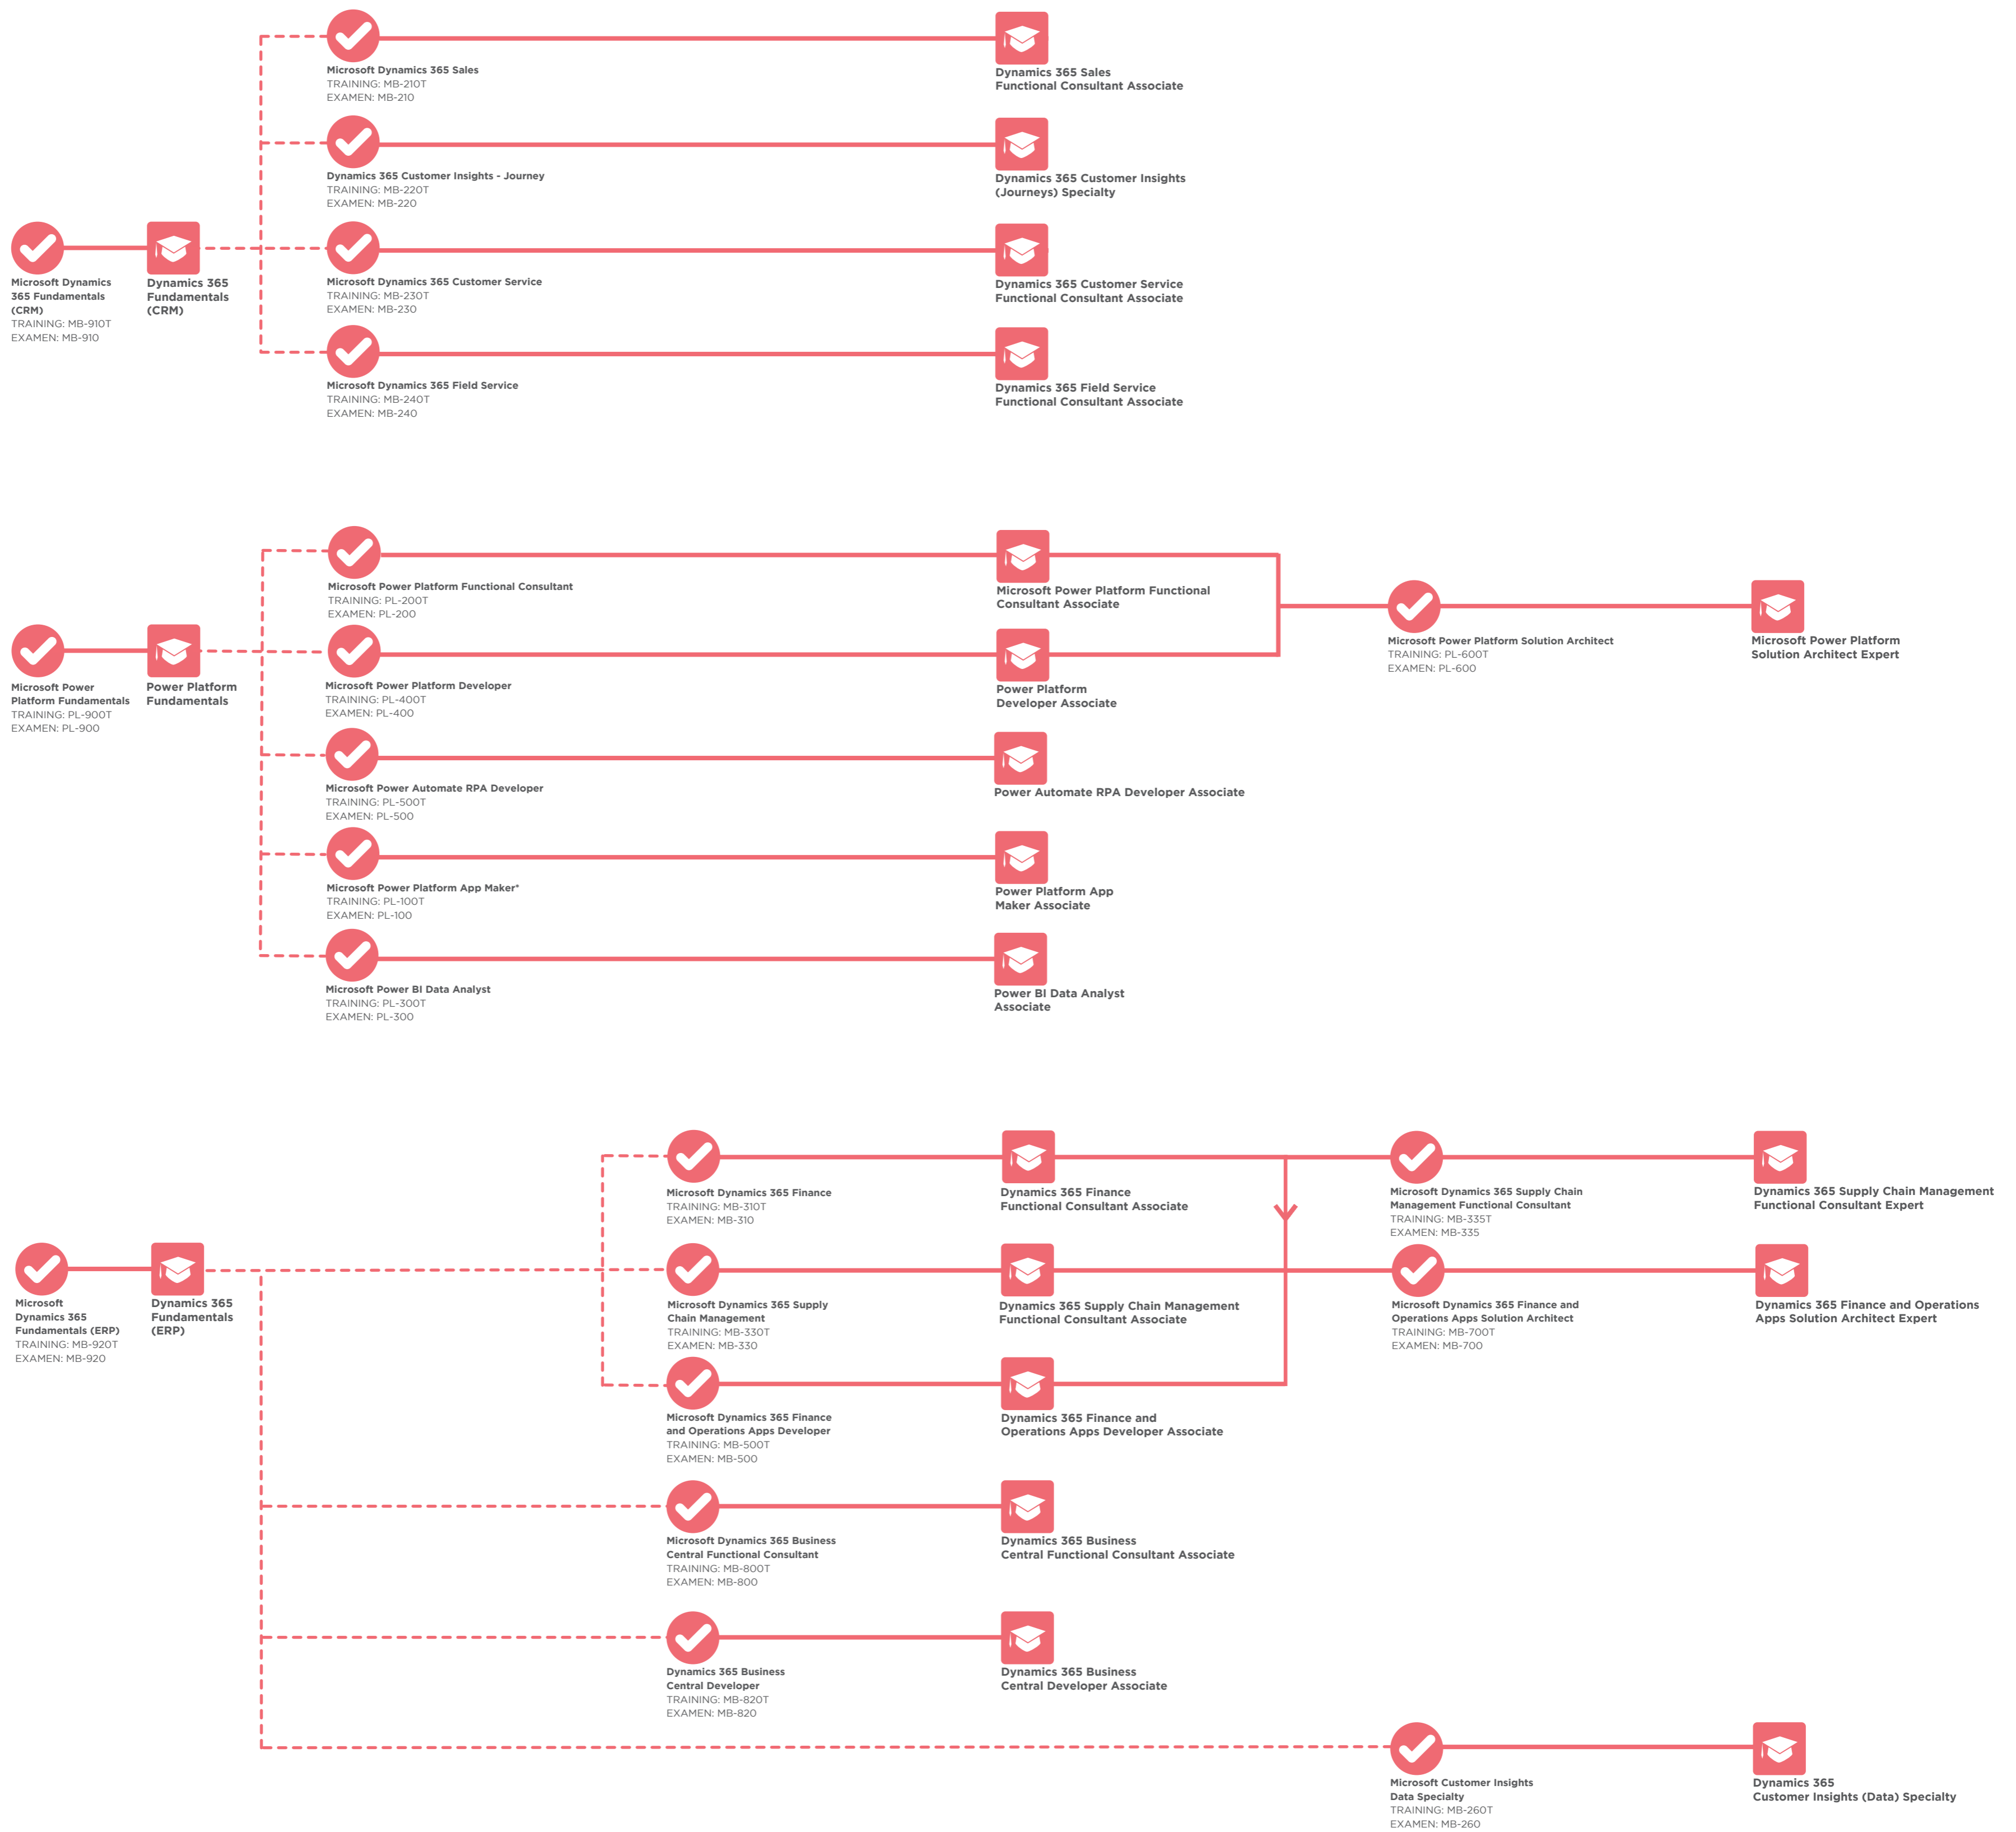 Microsoft Dynamics 365 Sales
TRAINING: MB-210T
EXAMEN: MB-210
Dynamics 365 Sales
Functional Consultant Associate
Dynamics 365 Customer Insights - Journey
TRAINING: MB-220T
EXAMEN: MB-220
Dynamics 365 Customer Insights
(Journeys) Specialty
Microsoft Dynamics
365 Fundamentals
(CRM)
TRAINING: MB-910T
EXAMEN: MB-910
Dynamics 365
Fundamentals
(CRM)
Microsoft Dynamics 365 Customer Service
TRAINING: MB-230T
EXAMEN: MB-230
Dynamics 365 Customer Service
Functional Consultant Associate
Microsoft Dynamics 365 Field Service
TRAINING: MB-240T
EXAMEN: MB-240
Dynamics 365 Field Service
Functional Consultant Associate
Microsoft Power Platform Functional Consultant
TRAINING: PL-200T
EXAMEN: PL-200
Microsoft Power Platform Functional
Consultant Associate
Microsoft Power Platform Solution Architect
TRAINING: PL-600T
EXAMEN: PL-600
Microsoft Power Platform
Solution Architect Expert
Microsoft Power
Platform Fundamentals
TRAINING: PL-900T
EXAMEN: PL-900
Power Platform
Fundamentals
Microsoft Power Platform Developer
TRAINING: PL-400T
EXAMEN: PL-400
Power Platform
Developer Associate
Microsoft Power Automate RPA Developer
TRAINING: PL-500T
EXAMEN: PL-500
Power Automate RPA Developer Associate
Microsoft Power Platform App Maker*
TRAINING: PL-100T
EXAMEN: PL-100
Power Platform App
Maker Associate
Microsoft Power BI Data Analyst
TRAINING: PL-300T
EXAMEN: PL-300
Power BI Data Analyst
Associate
Microsoft Dynamics 365 Finance
TRAINING: MB-310T
EXAMEN: MB-310
Dynamics 365 Finance
Functional Consultant Associate
Microsoft Dynamics 365 Supply Chain
Management Functional Consultant
TRAINING: MB-335T
EXAMEN: MB-335
Dynamics 365 Supply Chain Management
Functional Consultant Expert
Microsoft
Dynamics 365
Fundamentals (ERP)
TRAINING: MB-920T
EXAMEN: MB-920
Dynamics 365
Fundamentals
(ERP)
Microsoft Dynamics 365 Supply
Chain Management
TRAINING: MB-330T
EXAMEN: MB-330
Dynamics 365 Supply Chain Management
Functional Consultant Associate
Microsoft Dynamics 365 Finance and
Operations Apps Solution Architect
TRAINING: MB-700T
EXAMEN: MB-700
Dynamics 365 Finance and Operations
Apps Solution Architect Expert
Microsoft Dynamics 365 Finance
and Operations Apps Developer
TRAINING: MB-500T
EXAMEN: MB-500
Dynamics 365 Finance and
Operations Apps Developer Associate
Microsoft Dynamics 365 Business
Central Functional Consultant
TRAINING: MB-800T
EXAMEN: MB-800
Dynamics 365 Business
Central Functional Consultant Associate
Dynamics 365 Business
Central Developer
TRAINING: MB-820T
EXAMEN: MB-820
Dynamics 365 Business
Central Developer Associate
Microsoft Customer Insights
Data Specialty
TRAINING: MB-260T
EXAMEN: MB-260
Dynamics 365
Customer Insights (Data) Specialty